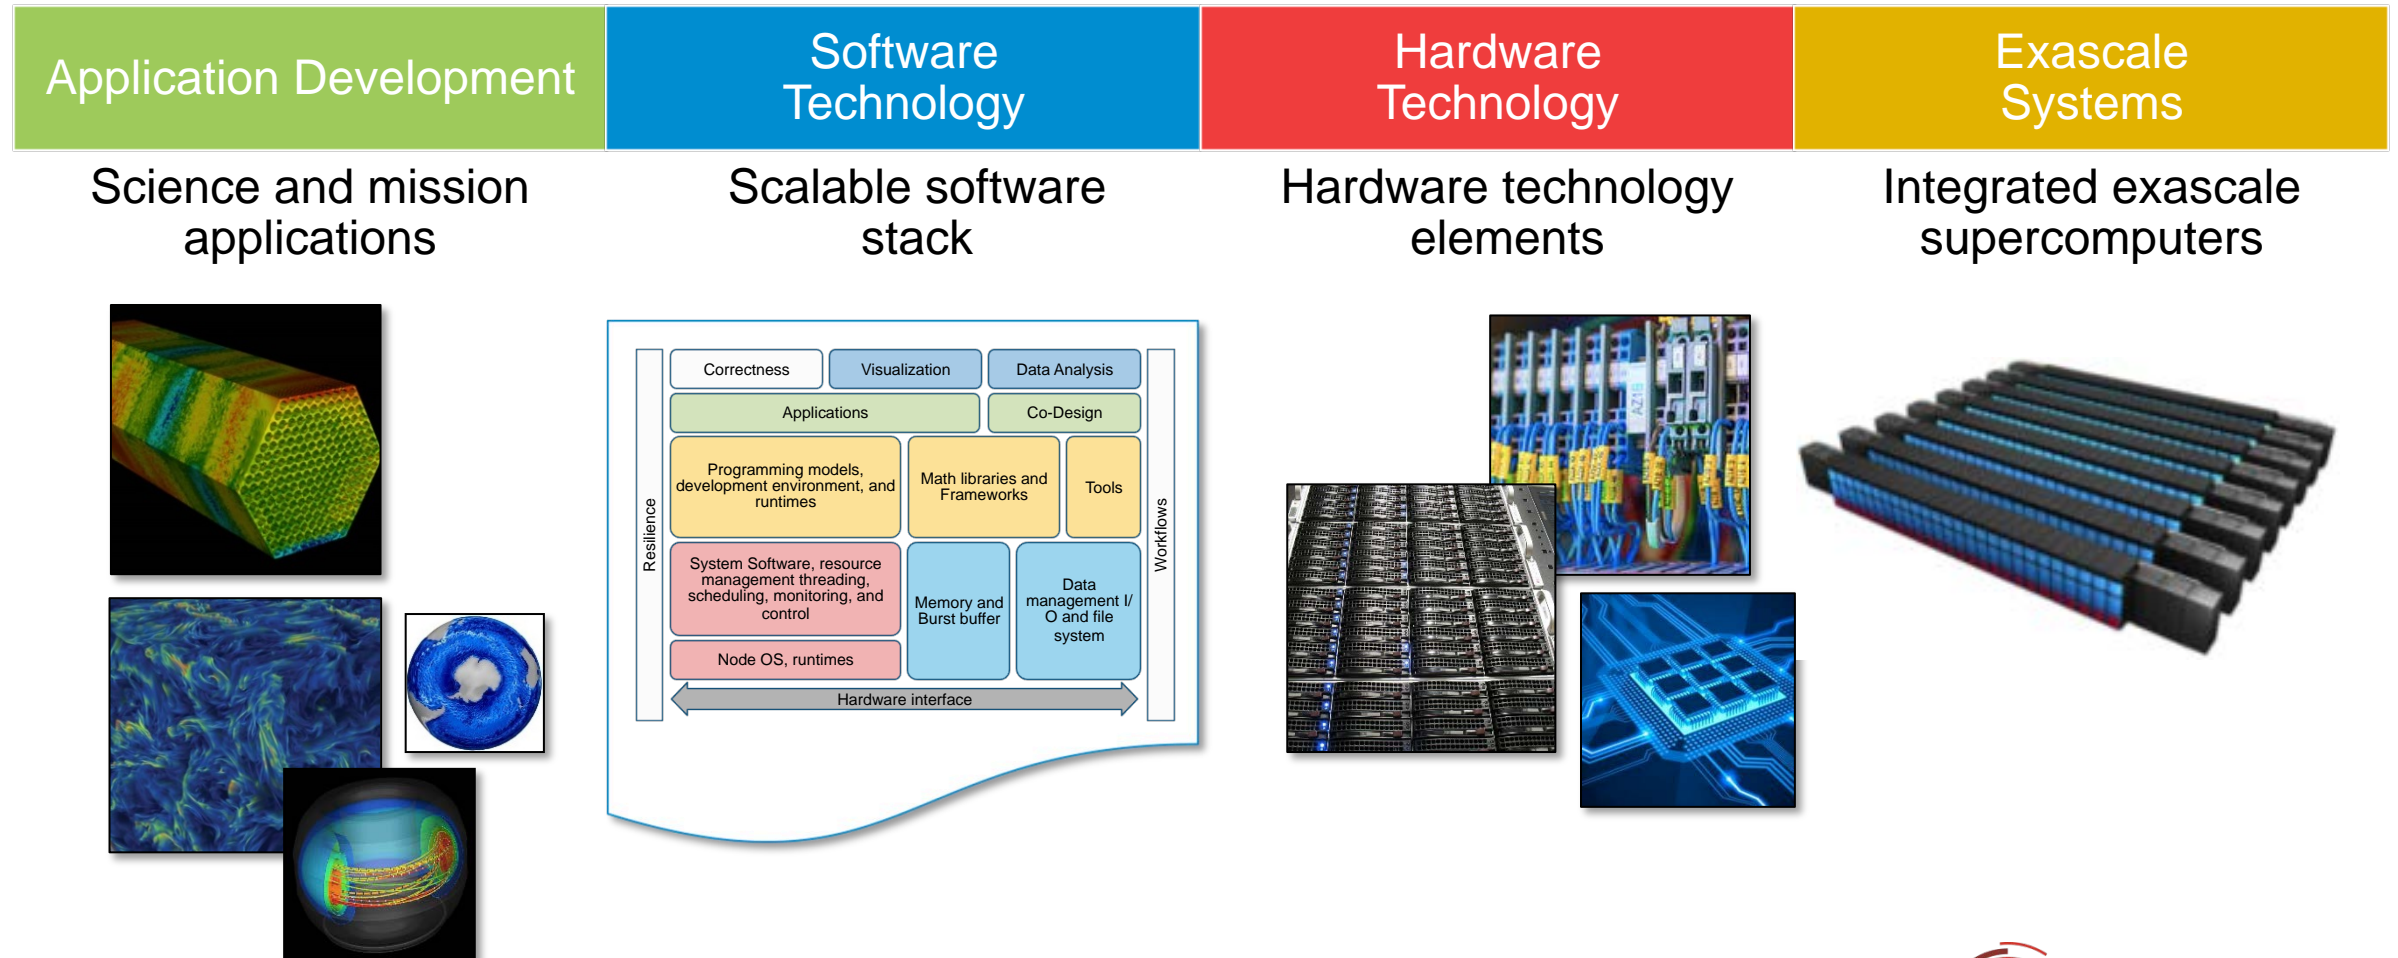 Application Development
Software
Technology
Hardware
Technology
Exascale
Systems
Science and mission
applications
Scalable software
stack
Hardware technology
elements
Integrated exascale
supercomputers
Resilience
Correctness
Visualization
Data Analysis
Applications
Co-Design
Programming models,
development environment, and
runtimes
Math libraries and
Frameworks
Tools
System Software, resource
management threading,
scheduling, monitoring, and
control
Memory and
Burst buffer
Data
management I/
O and file
system
Node OS, runtimes
Hardware interface
Workflows
AZ1B